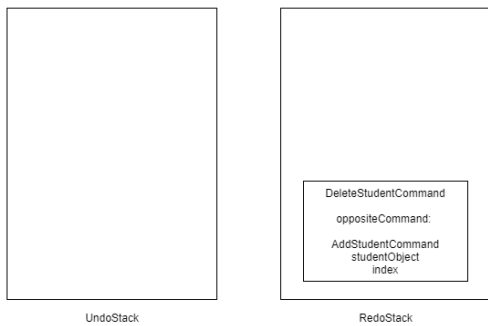 DeleteStudentCommand
oppositeCommand:
AddStudentCommand
studentObject
index
UndoStack
RedoStack